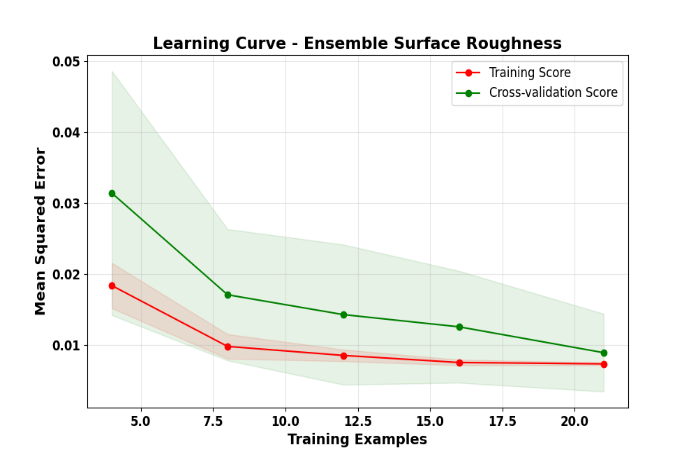 Learning Curve - Ensemble Surface Roughness
0.05
0.04
0.03
0.02
0.01
Mean Squared Error
Training Score
Cross-validation Score
5.0 7.5 10.0 12.5 15.0 17.5 20.0
Training Examples